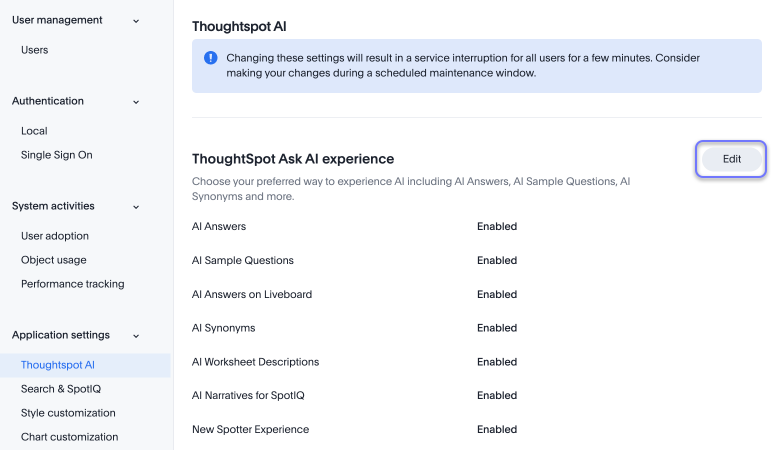 User management
Users
Authentication
Local
Single Sign On
System activities
User adoption
Object usage
Performance tracking
Application settings
Thoughtspot AI
Search & SpotIQ
Style customization
Chart customization
Thoughtspot AI
Changing these settings will result in a service interruption for all users for a few minutes. Consider
making your changes during a scheduled maintenance window.
ThoughtSpot Ask AI experience
Edit
Choose your preferred way to experience AI including AI Answers, AI Sample Questions, AI
Synonyms and more.
AI Answers Enabled
AI Sample Questions Enabled
AI Answers on Liveboard Enabled
AI Synonyms Enabled
AI Worksheet Descriptions Enabled
AI Narratives for SpotIQ Enabled
New Spotter Experience Enabled